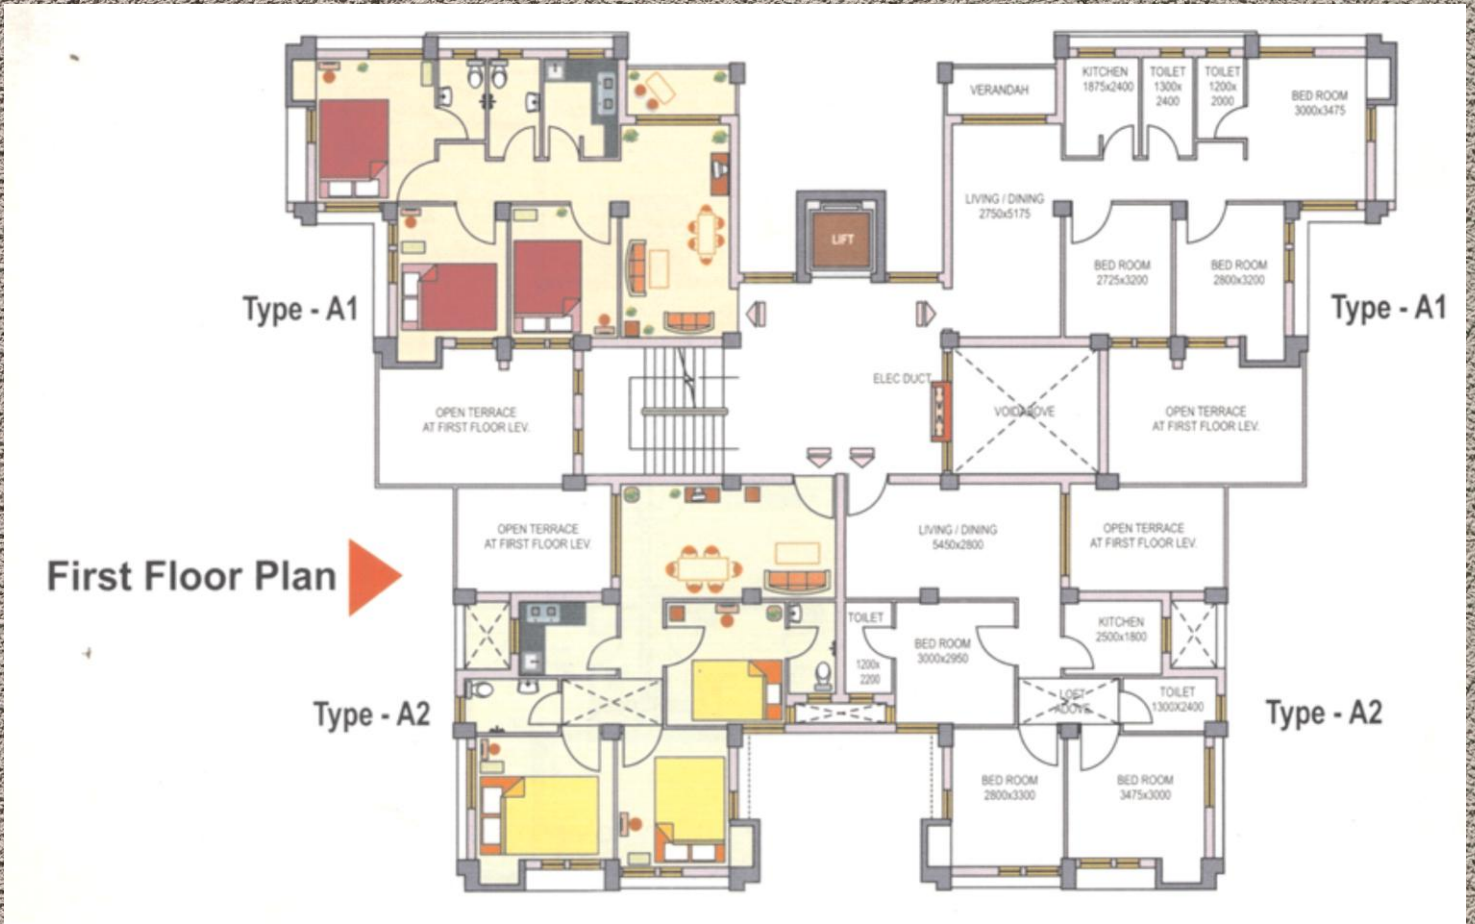 VERANDAH
KITCHEN
1875x2400
TOILET
1300x
2400
TOILET
1200x
2000
BED ROOM
3000x3475
LIVING / DINING
2750x5175
LIFT
BED ROOM
2725x3200
BED ROOM
2800x3200
Type - A1
Type - A1
ELEC DUCT
OPEN TERRACE
AT FIRST FLOOR LEV.
VOID ABOVE
OPEN TERRACE
AT FIRST FLOOR LEV.
OPEN TERRACE
AT FIRST FLOOR LEV.
LIVING / DINING
5450x2800
OPEN TERRACE
AT FIRST FLOOR LEV.
First Floor Plan
TOILET
1200x
2200
BED ROOM
3000x2950
KITCHEN
2500x1800
LOFT
ABOVE
TOILET
1300X2400
Type - A2
Type - A2
BED ROOM
2800x3300
BED ROOM
3475x3000